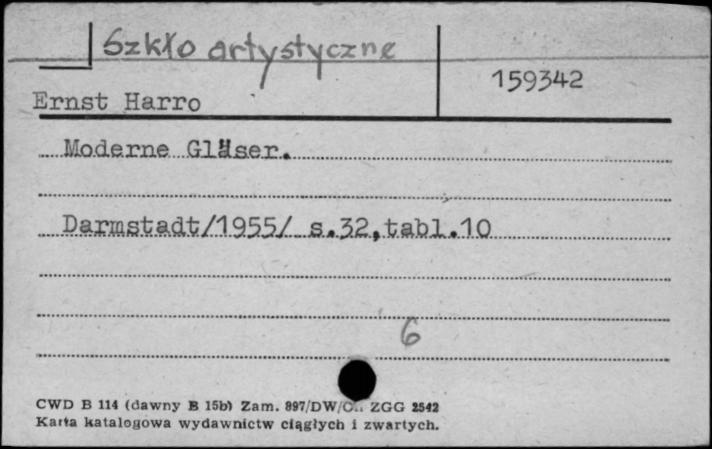 Szkło artystyczne
159342
Ernst Harro
Moderne Gläser.
Darmstadt/1955/ s.32,tabl.10
6
CWD B 114 (dawny B 15b) Zam. 897/DW/ ZGG 2542
Karta katalogowa wydawnictw ciągłych i zwartych.